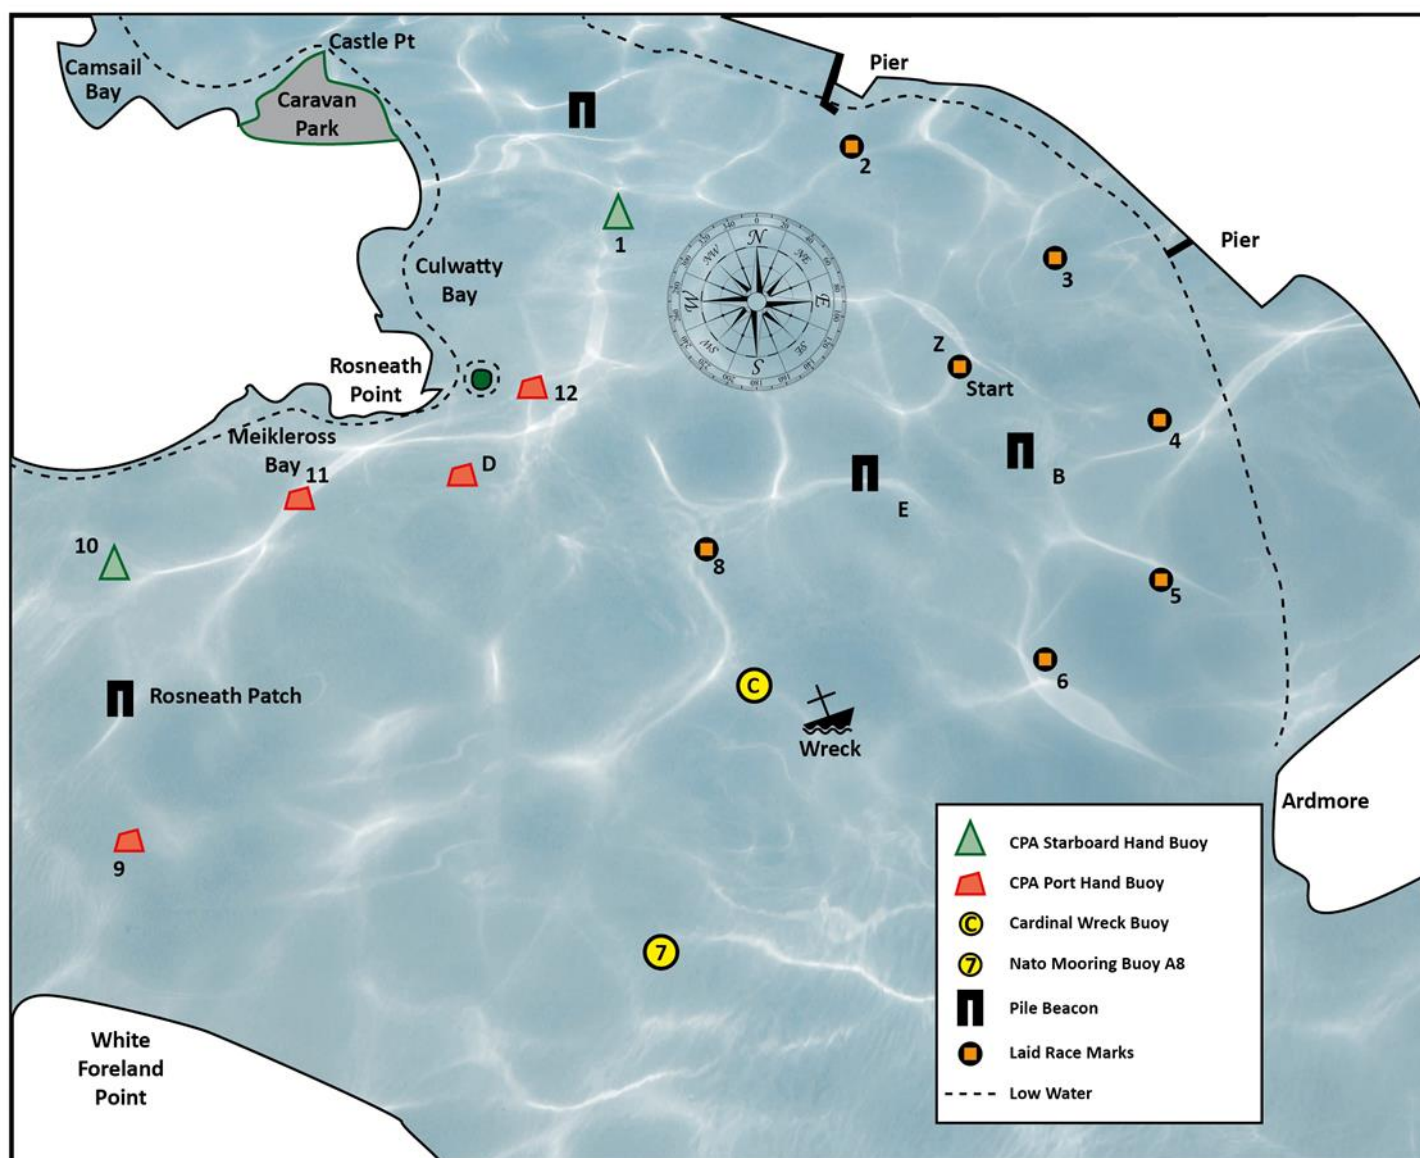 Castle Pt
Camsail
Bay
Caravan
Park
Pier
2
1
Pier
3
Culwatty
Bay
N
NE
E
SE
S
SW
W
NW
Z
Start
Rosneath
Point
12
4
Meikleross
Bay
11
D
B
E
10
8
5
6
Rosneath Patch
C
Wreck
Ardmore
9
7
CPA Starboard Hand Buoy
CPA Port Hand Buoy
C
Cardinal Wreck Buoy
7
Nato Mooring Buoy A8
Pile Beacon
Laid Race Marks
Low Water
White
Foreland
Point